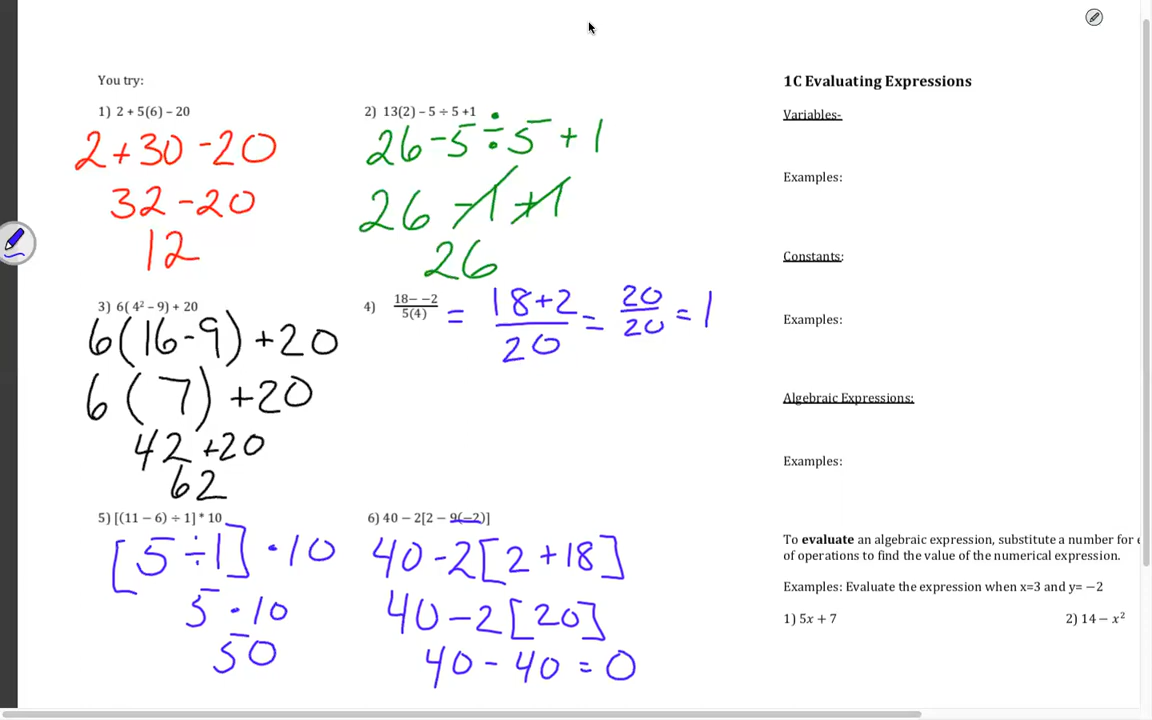 You try:
1) 2 + 5(6) – 20
2 + 30 - 20
32 - 20
12
2) 13(2) – 5 ÷ 5 +1
26 - 5 ÷ 5 + 1
26 - 1 + 1
26
3) 6( 4² – 9) + 20
6(16 - 9) + 20
6(7) + 20
42 + 20
62
4) 18– –2 / 5(4) = 18+2 / 20 = 20/20 = 1
5) [(11 – 6) ÷ 1] * 10
[5 ÷ 1] · 10
5 · 10
50
6) 40 – 2[2 – 9(–2)]
40 - 2[2 + 18]
40 - 2[20]
40 - 40 = 0
1C Evaluating Expressions
Variables-
Examples:
Constants:
Examples:
Algebraic Expressions:
Examples:
To evaluate an algebraic expression, substitute a number for
of operations to find the value of the numerical expression.
Examples: Evaluate the expression when x=3 and y= −2
1) 5x + 7
2) 14 – x²